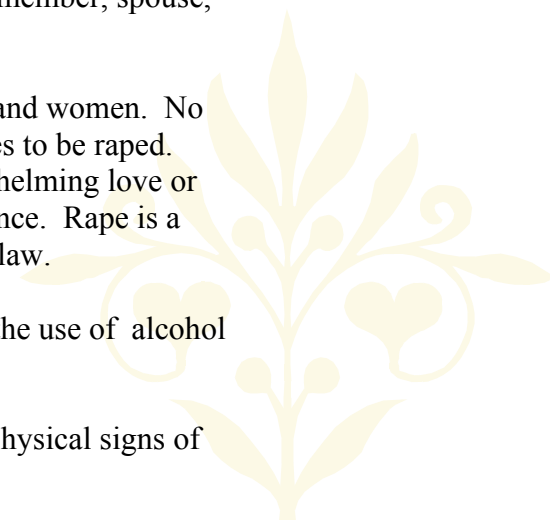 member, spouse,
and women. No
es to be raped.
helming love or
nce. Rape is a
law.
he use of alcohol
hysical signs of